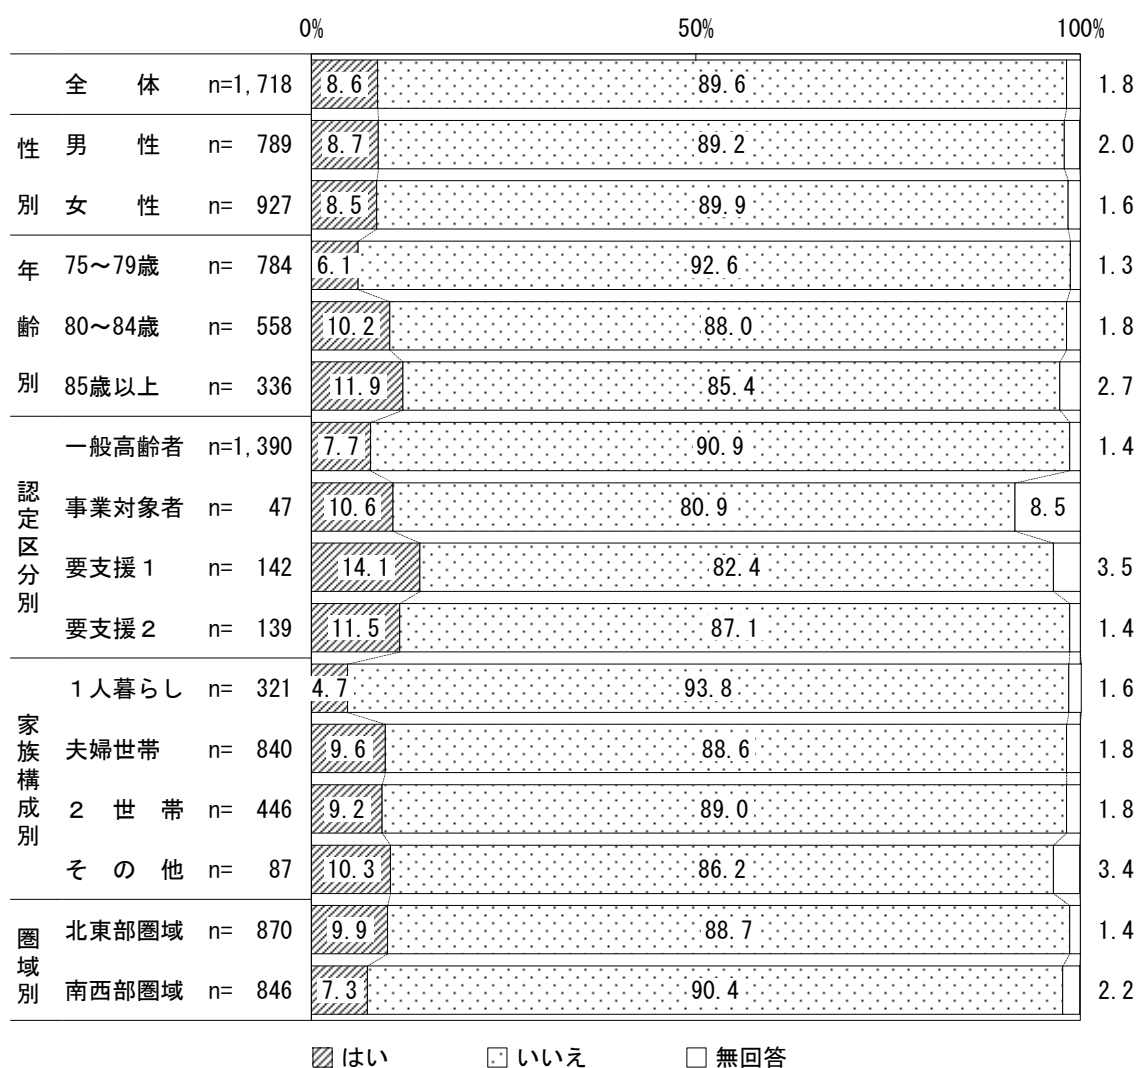 0% 50% 100%
全　体 n=1,718 8.6 89.6 1.8
性別
男　性 n= 789 8.7 89.2 2.0
女　性 n= 927 8.5 89.9 1.6
年齢別
75～79歳 n= 784 6.1 92.6 1.3
80～84歳 n= 558 10.2 88.0 1.8
85歳以上 n= 336 11.9 85.4 2.7
認定区分別
一般高齢者 n=1,390 7.7 90.9 1.4
事業対象者 n= 47 10.6 80.9 8.5
要支援１ n= 142 14.1 82.4 3.5
要支援２ n= 139 11.5 87.1 1.4
家族構成別
１人暮らし n= 321 4.7 93.8 1.6
夫婦世帯 n= 840 9.6 88.6 1.8
２　世　帯 n= 446 9.2 89.0 1.8
そ　の　他 n= 87 10.3 86.2 3.4
圏域別
北東部圏域 n= 870 9.9 88.7 1.4
南西部圏域 n= 846 7.3 90.4 2.2
はい いいえ 無回答